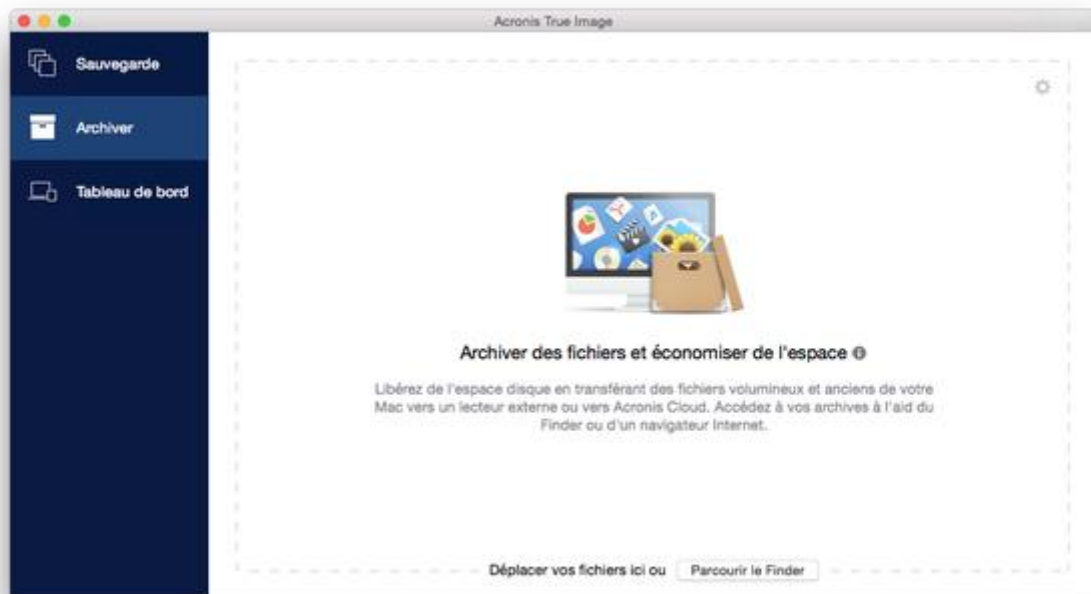 Acronis True Image
Sauvegarde
Archiver
Tableau de bord
Archiver des fichiers et économiser de l'espace
Libérez de l'espace disque en transférant des fichiers volumineux et anciens de votre
Mac vers un lecteur externe ou vers Acronis Cloud. Accédez à vos archives à l'aide du
Finder ou d'un navigateur Internet.
Déplacer vos fichiers ici ou Parcourir le Finder